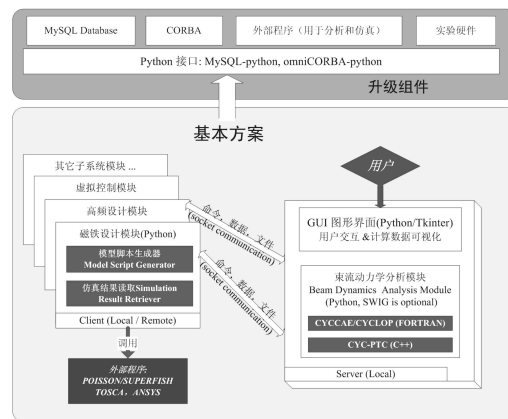 MySQL Database
CORBA
外部程序（用于分析和仿真）
实验硬件
Python 接口: MySQL-python, omniCORBA-python
升级组件
基本方案
其它子系统模块 ...
虚拟控制模块
高频设计模块
磁铁设计模块(Python)
模型脚本生成器
Model Script Generator
仿真结果读取Simulation
Result Retriever
Client (Local / Remote)
调用
外部程序:
POISSON/SUPERFISH
TOSCA，ANSYS
命令，数据，文件
(socket communication)
命令，数据，文件
(socket communication)
用户
GUI 图形界面(Python/Tkinter)
用户交互 &计算数据可视化
束流动力学分析模块
Beam Dynamics Analysis Module
(Python, SWIG is optional)
CYCCAE/CYCLOP (FORTRAN)
CYC-PTC (C++)
Server (Local)